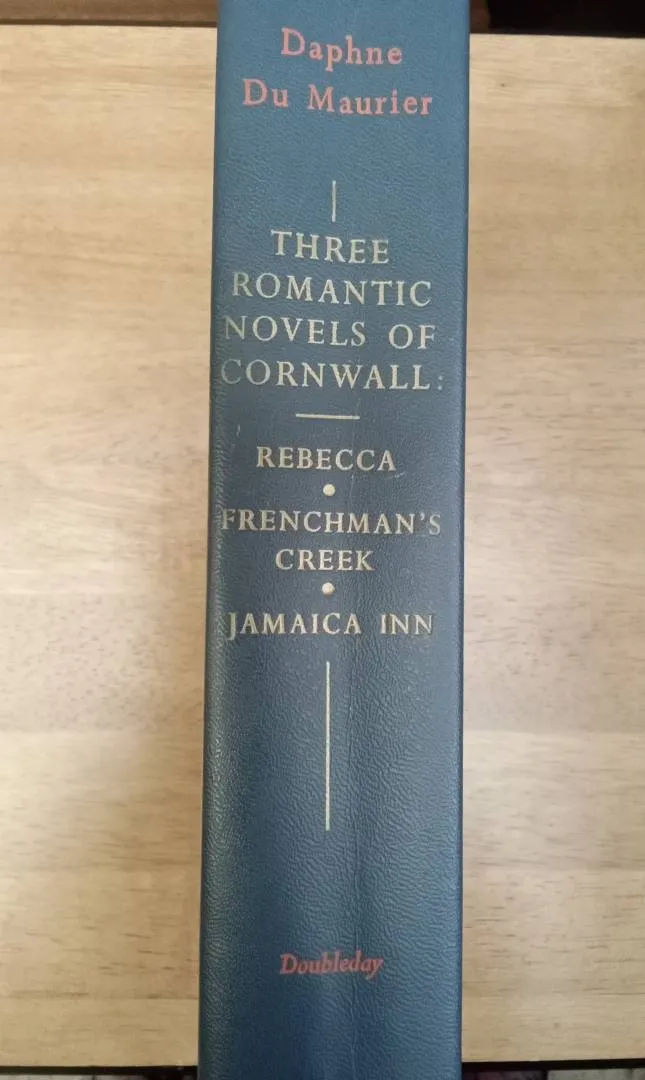 Daphne
Du Maurier
THREE
ROMANTIC
NOVELS OF
CORNWALL:
REBECCA
•
FRENCHMAN'S
CREEK
•
JAMAICA INN
Doubleday